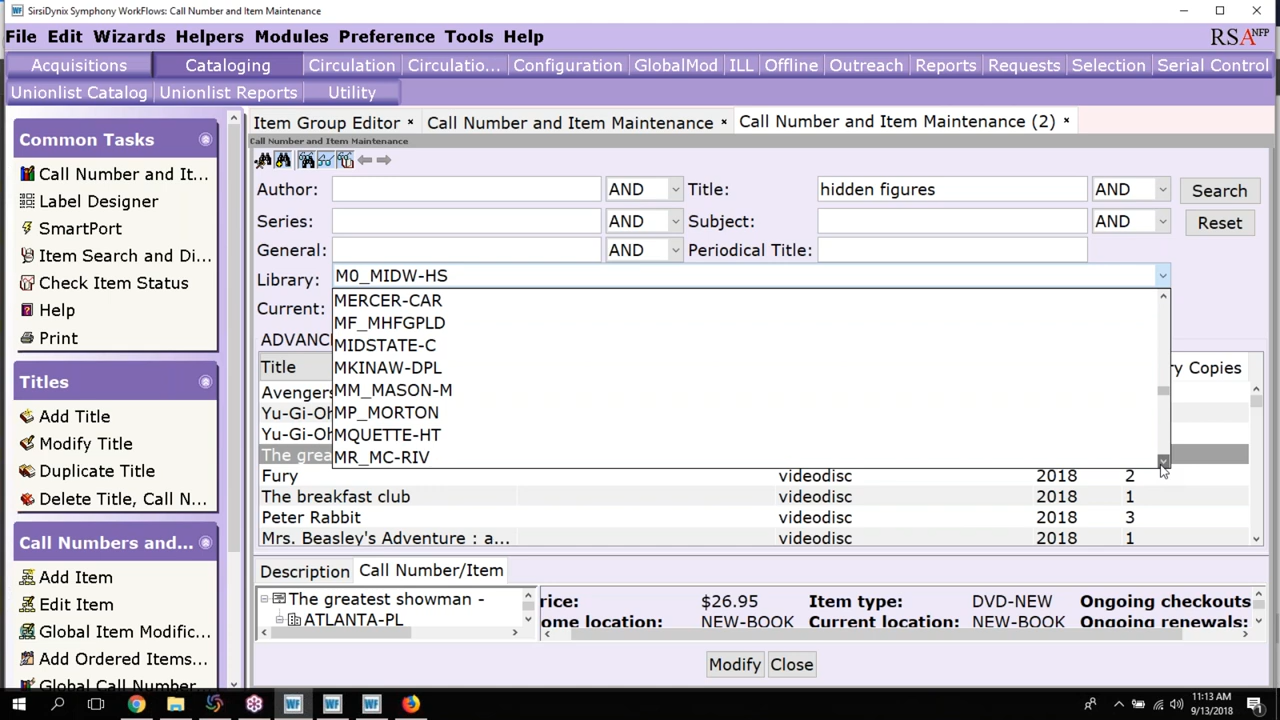 SirsiDynix Symphony WorkFlows: Call Number and Item Maintenance
File Edit Wizards Helpers Modules Preference Tools Help
RSA NFP
Acquisitions Cataloging Circulation Circulatio... Configuration GlobalMod ILL Offline Outreach Reports Requests Selection Serial Control
Unionlist Catalog Unionlist Reports Utility
Common Tasks
Call Number and It...
Label Designer
SmartPort
Item Search and Di...
Check Item Status
Help
Print
Titles
Add Title
Modify Title
Duplicate Title
Delete Title, Call N...
Call Numbers and...
Add Item
Edit Item
Global Item Modific...
Add Ordered Items...
Global Call Number
Item Group Editor × Call Number and Item Maintenance × Call Number and Item Maintenance (2) ×
Call Number and Item Maintenance
Author: AND Title: hidden figures AND Search
Series: AND Subject: AND Reset
General: AND Periodical Title:
Library: M0_MIDW-HS
MERCER-CAR
Current:
MF_MHFGPLD
ADVANC
MIDSTATE-C
Title MKINAW-DPL y Copies
Avengers MM_MASON-M
Yu-Gi-Oh MP_MORTON
Yu-Gi-Oh MQUETTE-HT
The grea MR_MC-RIV
Fury videodisc 2018 2
The breakfast club videodisc 2018 1
Peter Rabbit videodisc 2018 3
Mrs. Beasley's Adventure : a... videodisc 2018 1
Description Call Number/Item
The greatest showman -
ATLANTA-PL
rice: $26.95 Item type: DVD-NEW Ongoing checkouts
ome location: NEW-BOOK Current location: NEW-BOOK Ongoing renewals:
Modify Close
WF WF WF
11:13 AM
9/13/2018
1